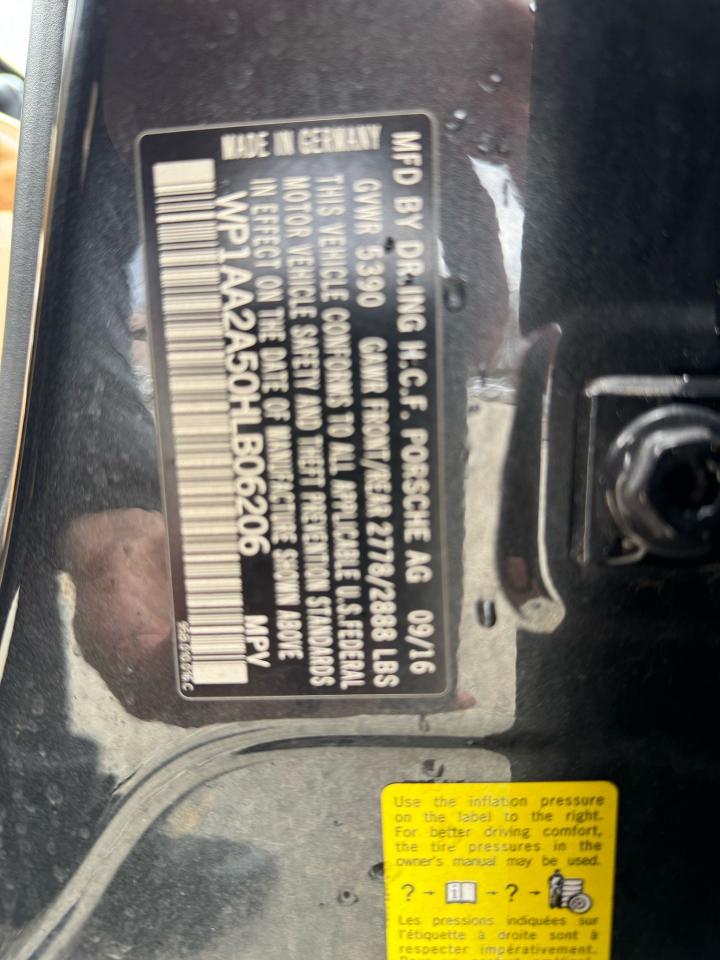 MFD BY DR.ING H.C.F. PORSCHE AG 09/16
GVWR 5390 GAWR FRONT/REAR 2778/2888 LBS
THIS VEHICLE CONFORMS TO ALL APPLICABLE U.S.FEDERAL
MOTOR VEHICLE SAFETY AND THEFT PREVENTION STANDARDS
IN EFFECT ON THE DATE OF MANUFACTURE SHOWN ABOVE
WP1AA2A50HLB06206 MPV
MADE IN GERMANY
Use the inflation pressure
on the label to the right.
For better driving comfort,
the tire pressures in the
owner's manual may be used.
? → i → ? →
Les pressions indiquées sur
l'étiquette à droite sont à
respecter impérativement.